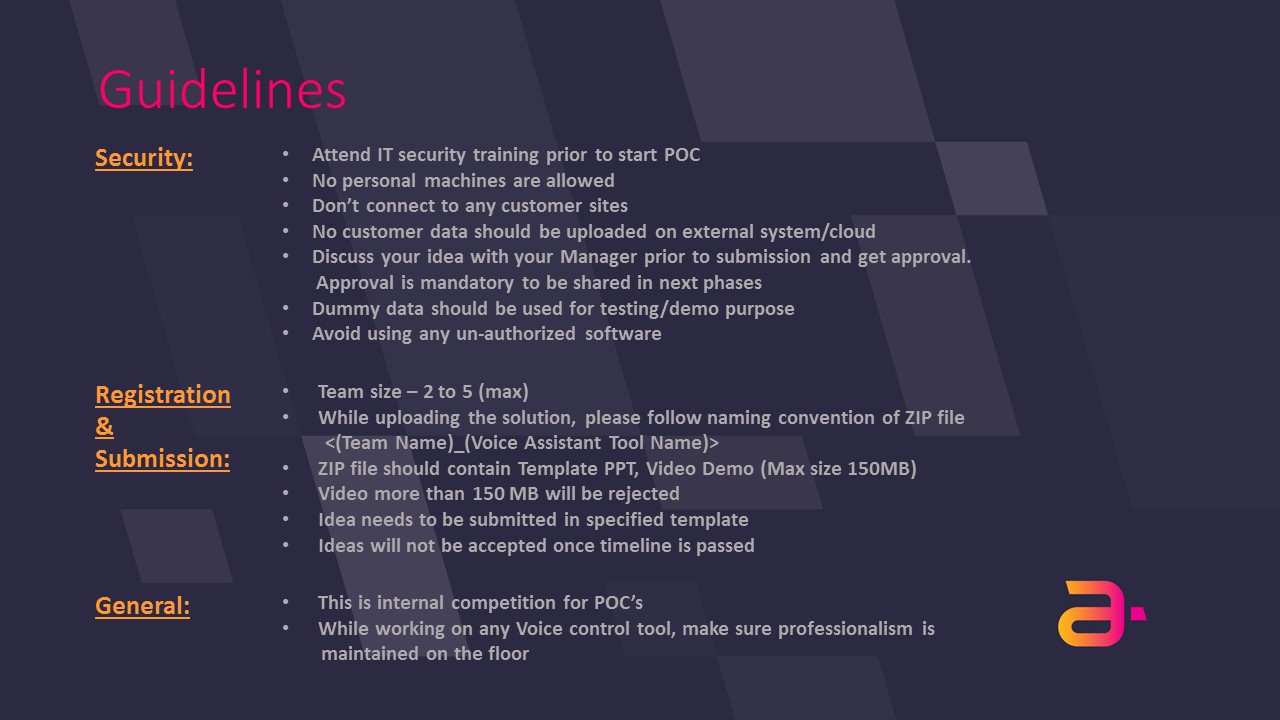 Guidelines
Security:
• Attend IT security training prior to start POC
• No personal machines are allowed
• Don’t connect to any customer sites
• No customer data should be uploaded on external system/cloud
• Discuss your idea with your Manager prior to submission and get approval.
Approval is mandatory to be shared in next phases
• Dummy data should be used for testing/demo purpose
• Avoid using any un-authorized software
Registration
&
Submission:
• Team size – 2 to 5 (max)
• While uploading the solution, please follow naming convention of ZIP file
<(Team Name)_(Voice Assistant Tool Name)>
• ZIP file should contain Template PPT, Video Demo (Max size 150MB)
• Video more than 150 MB will be rejected
• Idea needs to be submitted in specified template
• Ideas will not be accepted once timeline is passed
General:
• This is internal competition for POC’s
• While working on any Voice control tool, make sure professionalism is
maintained on the floor
a